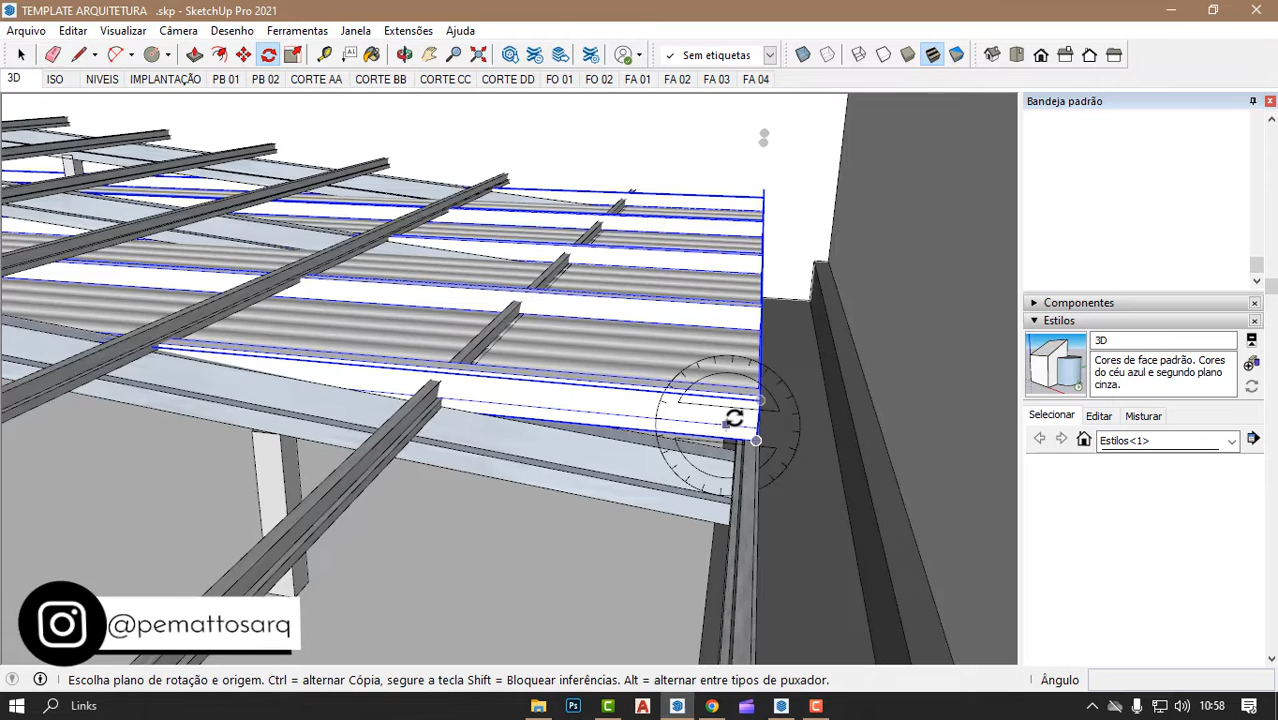 TEMPLATE ARQUITETURA .skp - SketchUp Pro 2021
Arquivo Editar Visualizar Câmera Desenho Ferramentas Janela Extensões Ajuda
Sem etiquetas
3D ISO NIVEIS IMPLANTAÇÃO PB 01 PB 02 CORTE AA CORTE BB CORTE CC CORTE DD FO 01 FO 02 FA 01 FA 02 FA 03 FA 04
Bandeja padrão
Componentes
Estilos
3D
Cores de face padrão. Cores
do céu azul e segundo plano
cinza.
Selecionar Editar Misturar
Estilos<1>
@pemattosarq
Escolha plano de rotação e origem. Ctrl = alternar Cópia, segure a tecla Shift = Bloquear inferências. Alt = alternar entre tipos de puxador.
Ângulo
Links
10:58